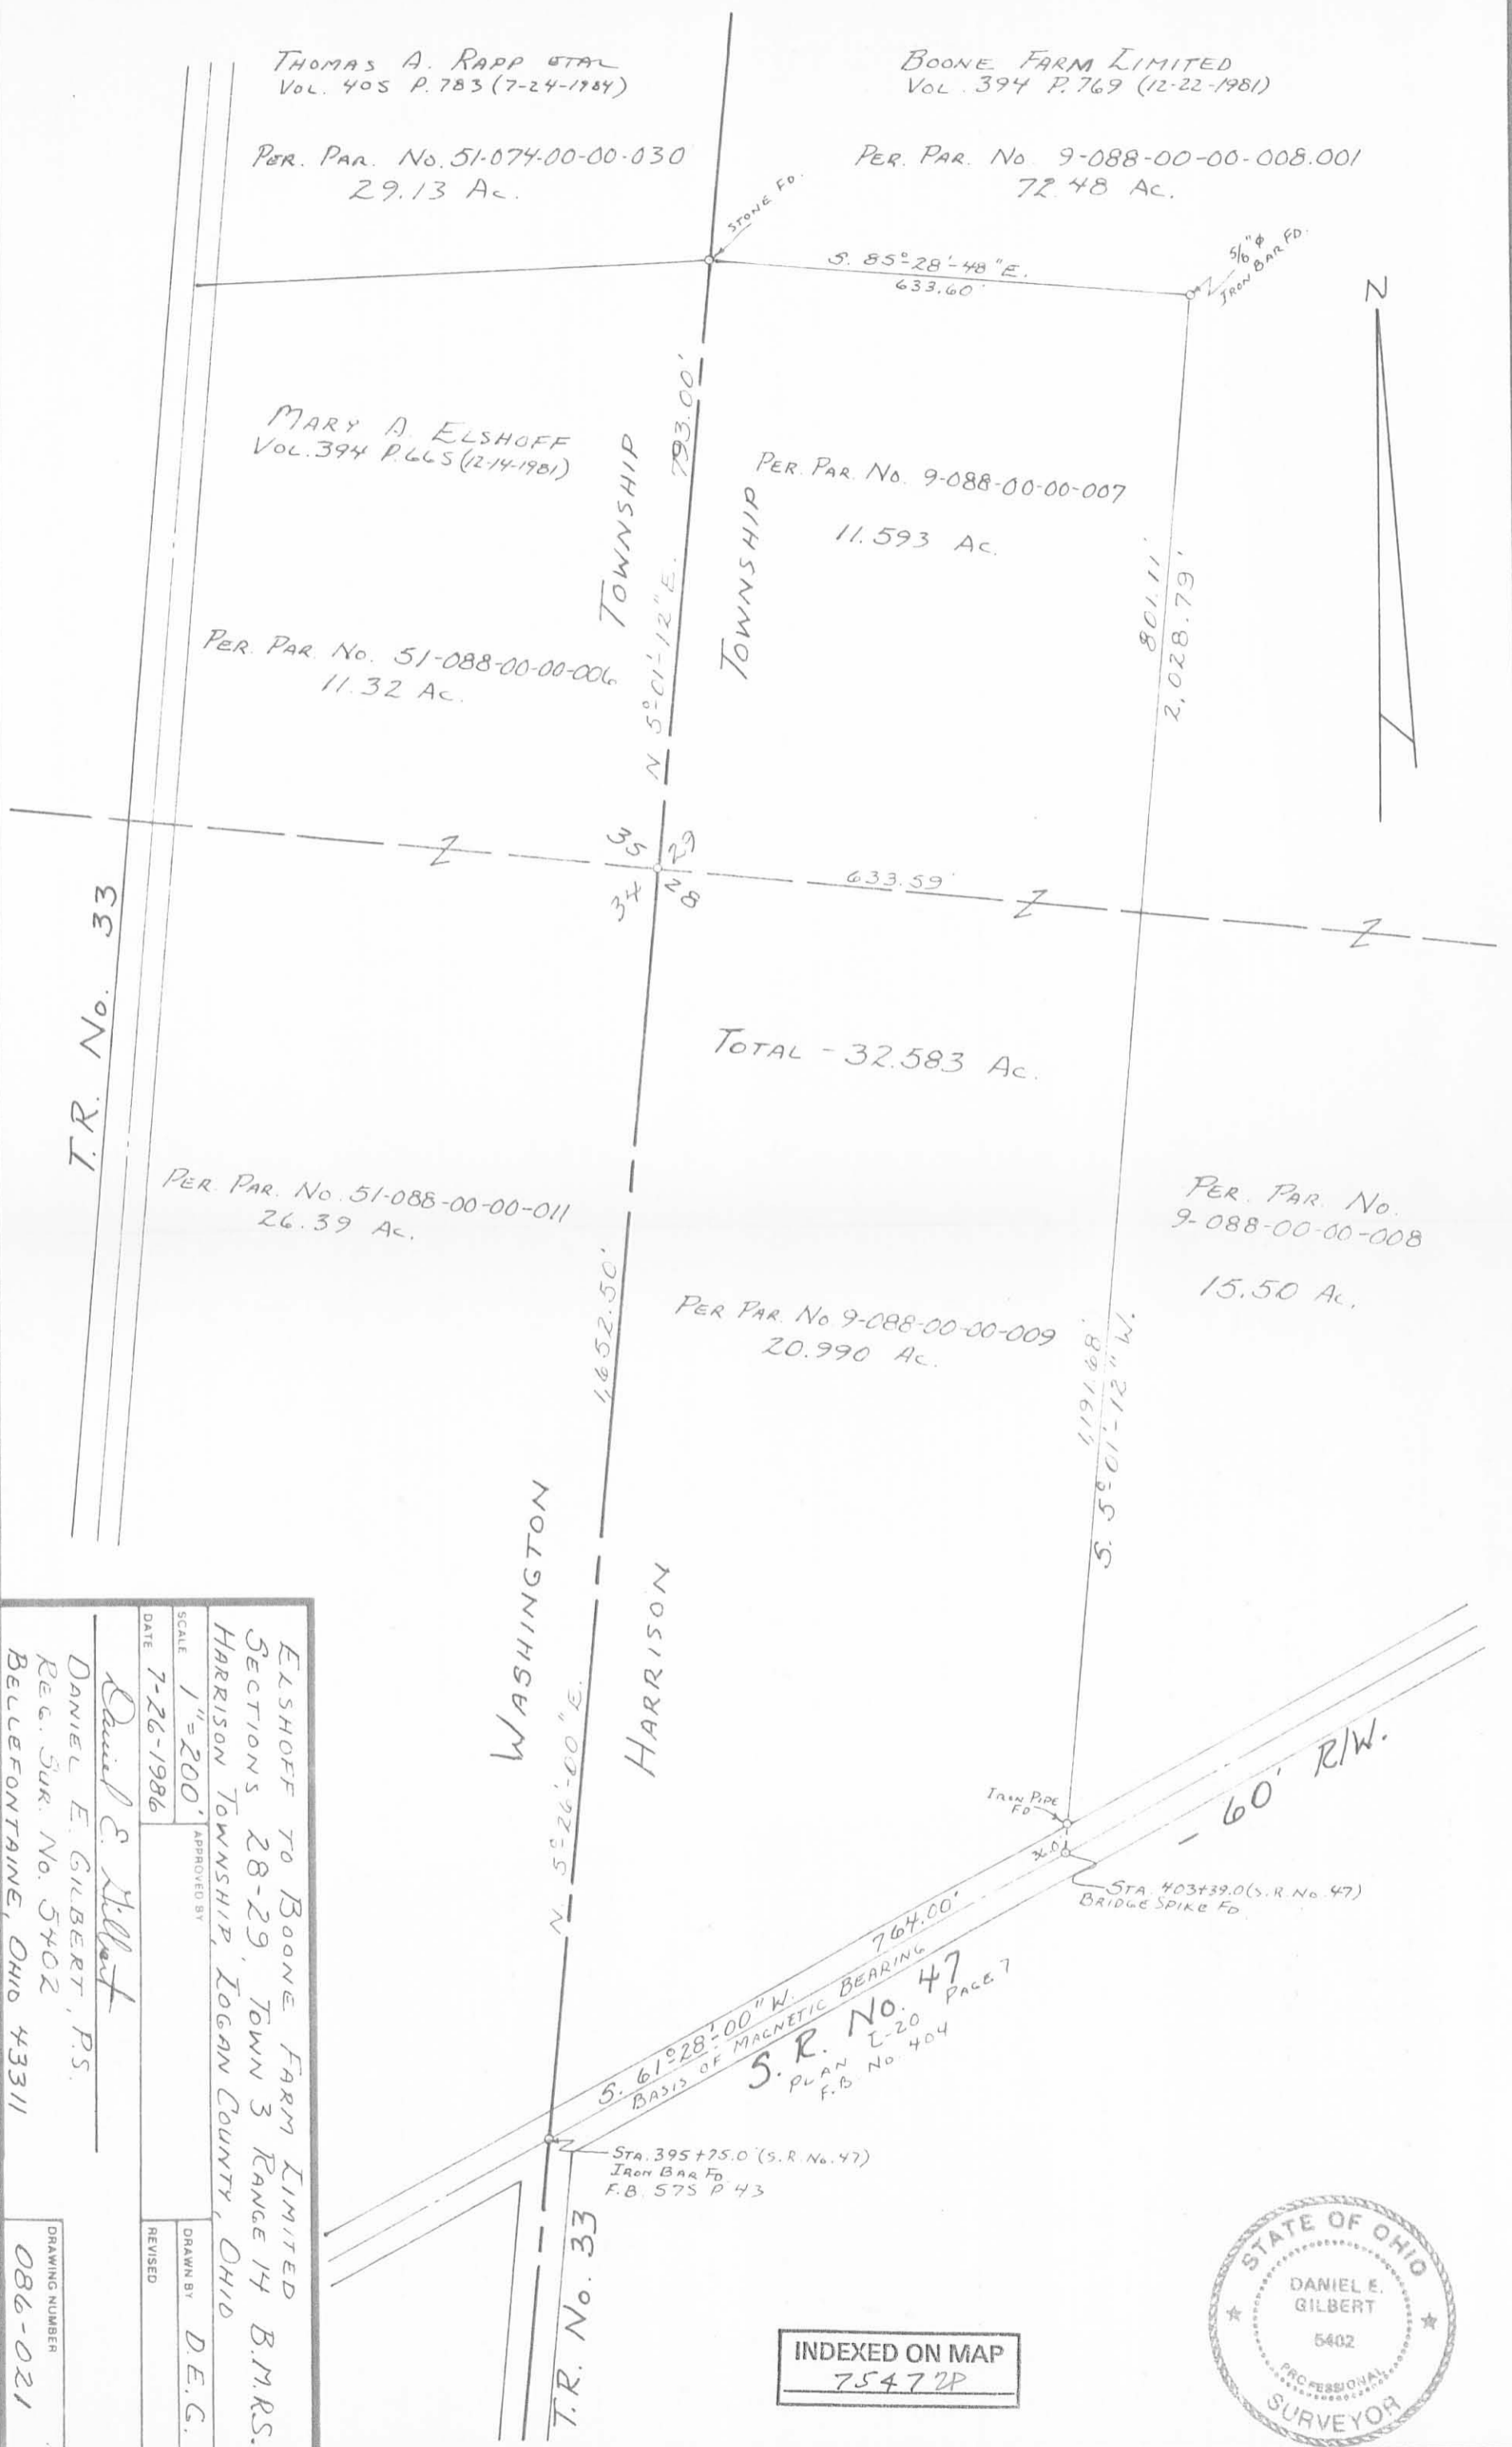 THOMAS A. RAPP ETAL
VOL. 405 P. 783 (7-24-1984)
PER. PAR. No. 51-074-00-00-030
29.13 Ac.
BOONE FARM LIMITED
VOL. 394 P. 769 (12-22-1981)
PER. PAR. No. 9-088-00-00-008.001
72.48 AC.
STONE FD.
S. 85°-28'-48" E.
633.60'
5/8" ϕ
IRON BAR FD.
N
MARY A. ELSHOFF
VOL. 394 P. 665 (12-14-1981)
TOWNSHIP
793.00'
N 5°-01'-12" E.
TOWNSHIP
PER. PAR. No. 9-088-00-00-007
11.593 Ac.
801.11'
2,028.79'
PER. PAR. No. 51-088-00-00-006
11.32 Ac.
35
29
34
28
633.59'
T.R. No. 33
TOTAL - 32.583 Ac.
PER. PAR. No. 51-088-00-00-011
26.39 Ac.
1,652.50'
PER PAR. No 9-088-00-00-009
20.990 Ac.
PER. PAR. No.
9-088-00-00-008
15.50 Ac.
1,191.68'
S. 5°-01'-12" W.
WASHINGTON
HARRISON
N 5°-26'-00" E.
IRON PIPE
FD
36.0'
- 60' R/W.
STA. 403+39.0 (S.R. No. 47)
BRIDGE SPIKE FD.
764.00'
S. 61°-28'-00" W.
BASIS OF MAGNETIC BEARING
S. R. No. 47
PLAN I-20 PAGE 7
F.B. No. 404
STA. 395+75.0 (S.R. No. 47)
IRON BAR FD.
F.B. 575 P 43
T.R. No. 33
ELSHOFF TO BOONE FARM LIMITED
SECTIONS 28-29, TOWN 3 RANGE 14 B.M.RS.
HARRISON TOWNSHIP, LOGAN COUNTY, OHIO
SCALE 1"=200'
APPROVED BY
DRAWN BY D.E.G.
DATE 7-26-1986
REVISED
Daniel E. Gilbert
DANIEL E. GILBERT, P.S.
REG. SUR. No. 5402
BELLEFONTAINE, OHIO 43311
DRAWING NUMBER
086-021
INDEXED ON MAP
STATE OF OHIO
DANIEL E.
GILBERT
5402
PROFESSIONAL
SURVEYOR